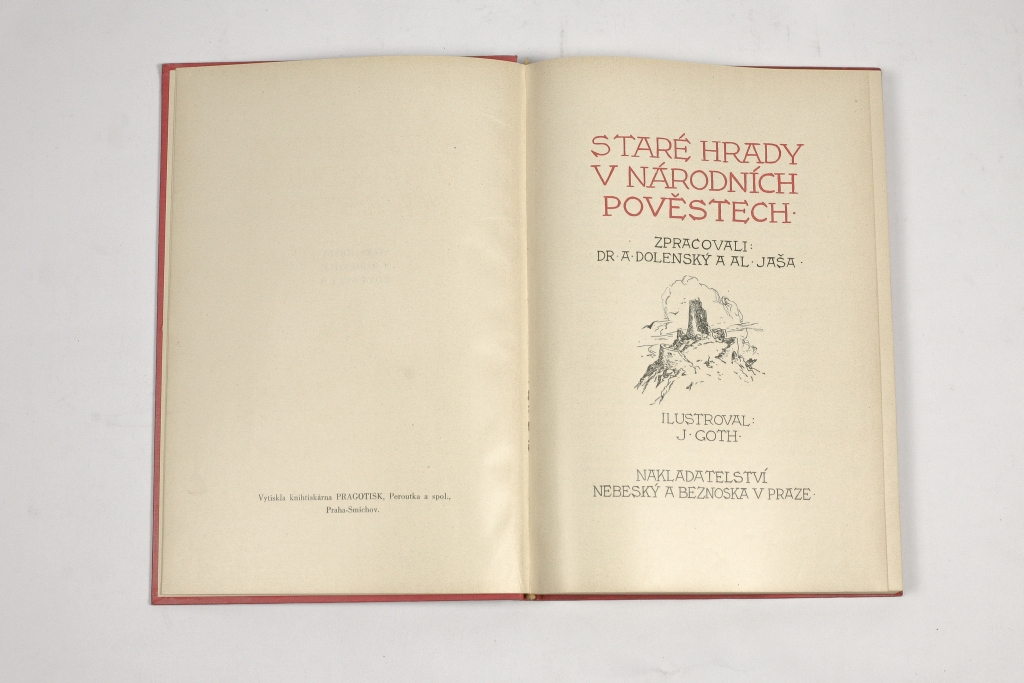 Vytiskla knihtiskárna PRAGOTISK, Peroutka a spol.,
Praha-Smíchov.
STARÉ HRADY
V NÁRODNÍCH
POVĚSTECH·
ZPRACOVALI:
DR·A·DOLENSKÝ A AL·JAŠA·
ILUSTROVAL:
J·GOTH·
NAKLADATELSTVÍ
NEBESKÝ A BEZNOSKA V PRAZE·